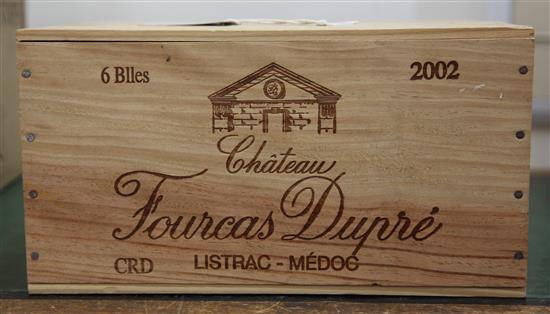 6 Blles 2002
Château
Fourcas Dupré
CRD LISTRAC - MÉDOC